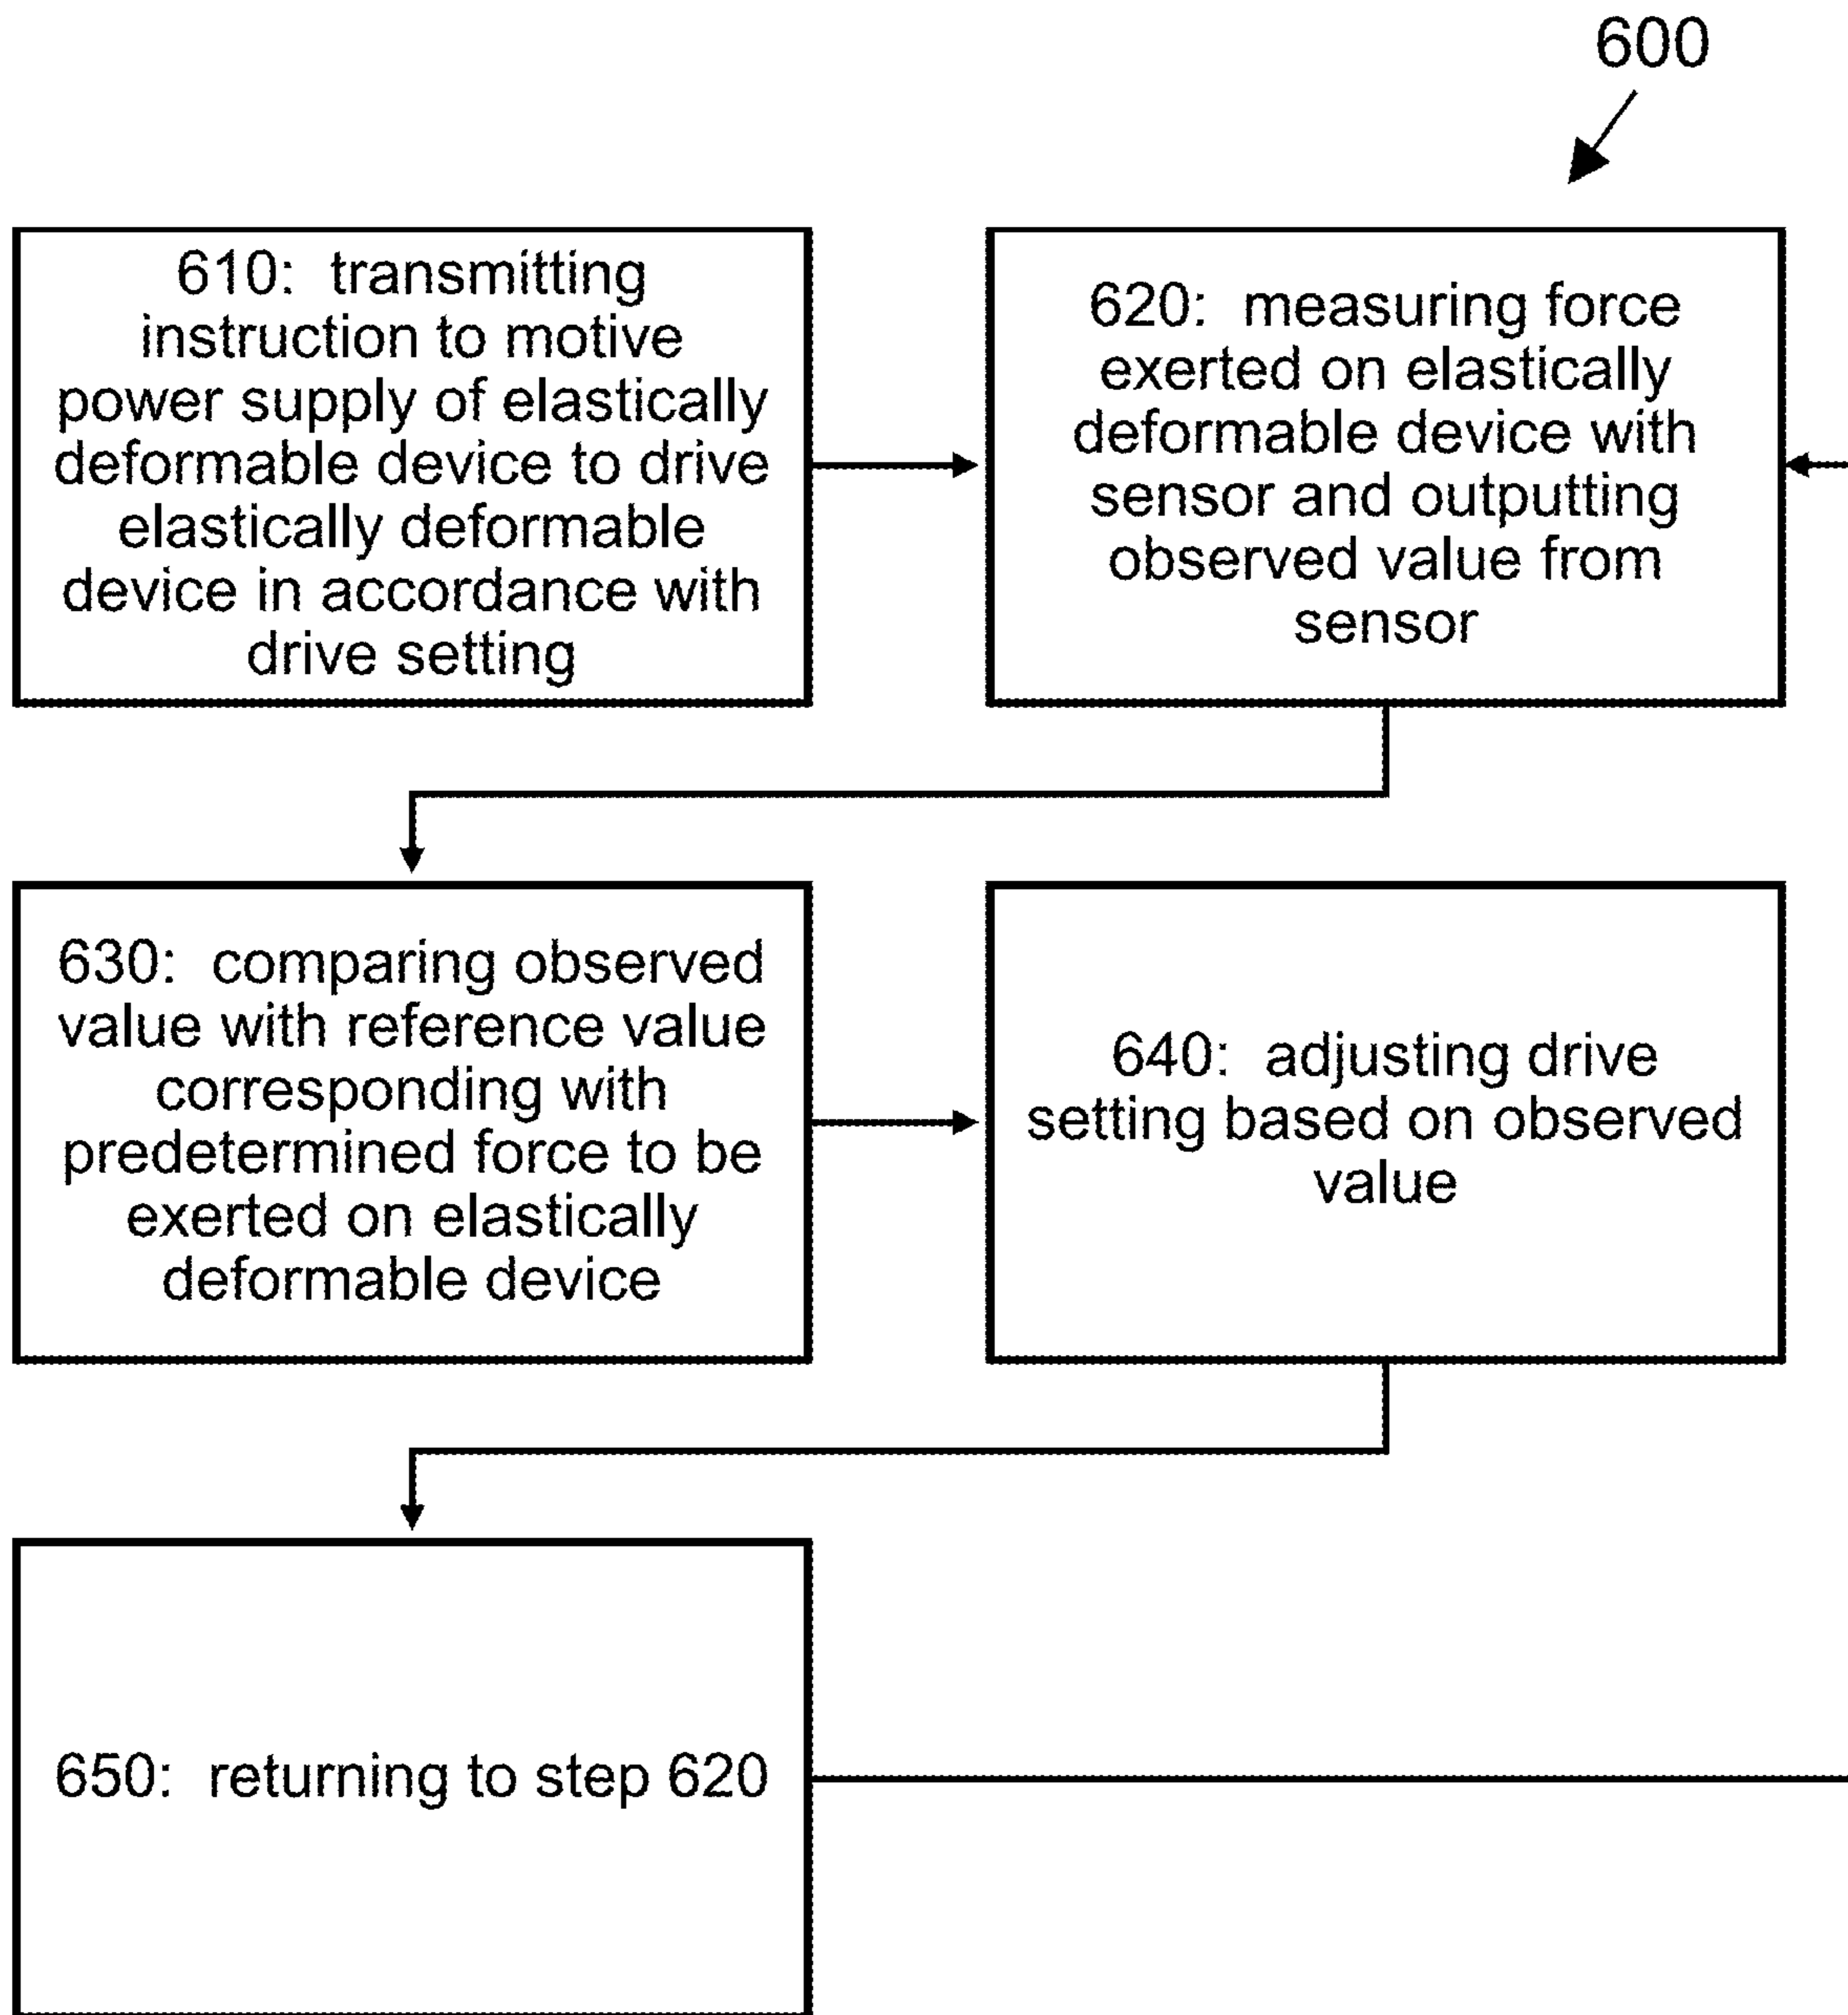 600
610: transmitting
instruction to motive
power supply of elastically
deformable device to drive
elastically deformable
device in accordance with
drive setting
620: measuring force
exerted on elastically
deformable device with
sensor and outputting
observed value from
sensor
630: comparing observed
value with reference value
corresponding with
predetermined force to be
exerted on elastically
deformable device
640: adjusting drive
setting based on observed
value
650: returning to step 620